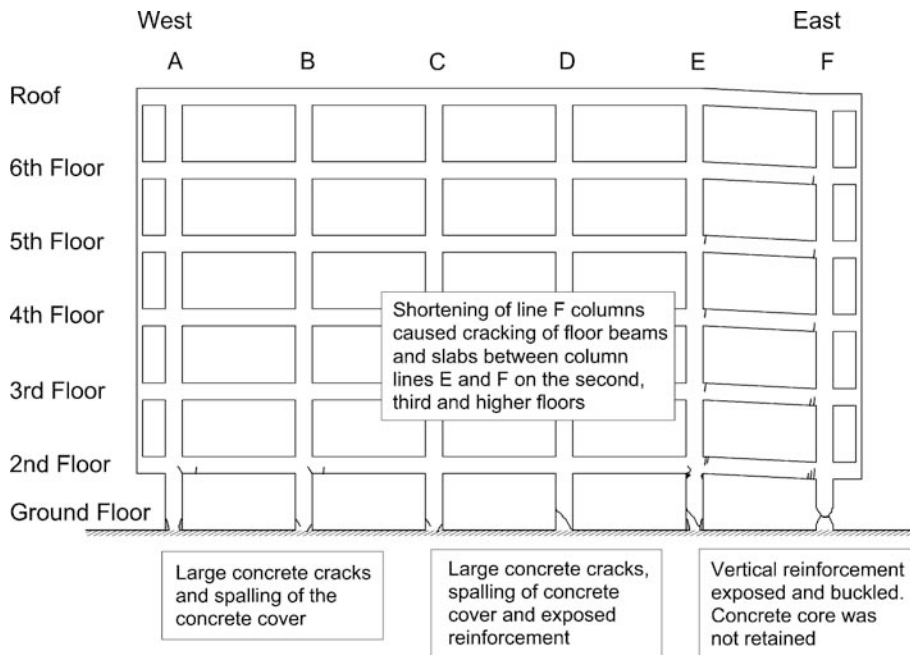 West
East
A
B
C
D
E
F
Roof
6th Floor
5th Floor
4th Floor
3rd Floor
2nd Floor
Ground Floor
Shortening of line F columns
caused cracking of floor beams
and slabs between column
lines E and F on the second,
third and higher floors
Large concrete cracks
and spalling of the
concrete cover
Large concrete cracks,
spalling of concrete
cover and exposed
reinforcement
Vertical reinforcement
exposed and buckled.
Concrete core was
not retained